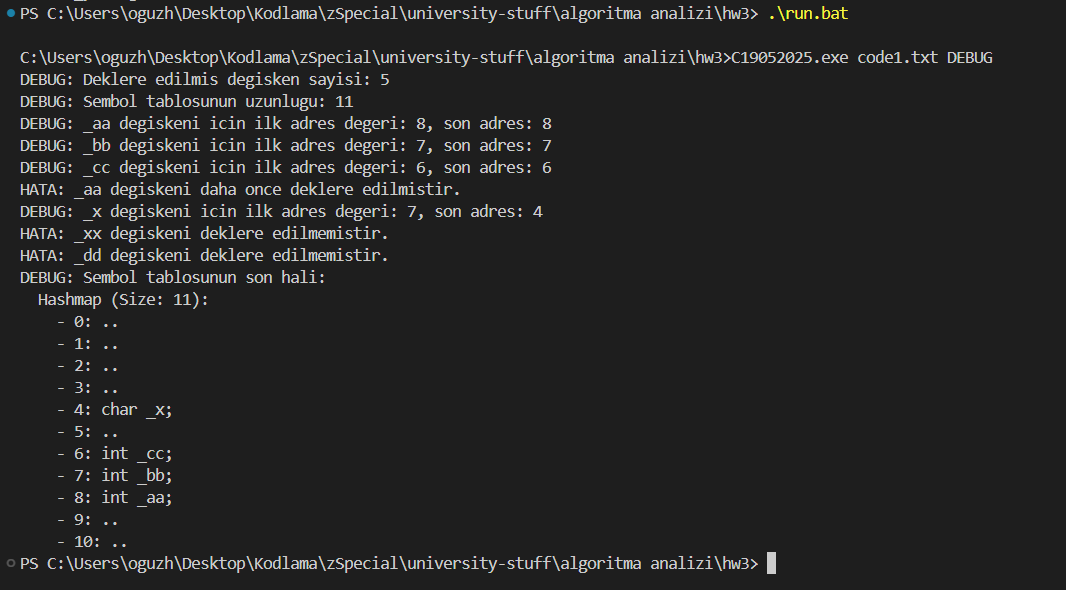 PS C:\Users\oguzh\Desktop\Kodlama\zSpecial\university-stuff\algoritma analizi\hw3> .\run.bat
C:\Users\oguzh\Desktop\Kodlama\zSpecial\university-stuff\algoritma analizi\hw3>C19052025.exe code1.txt DEBUG
DEBUG: Deklere edilmis degisken sayisi: 5
DEBUG: Sembol tablosunun uzunlugu: 11
DEBUG: _aa degiskeni icin ilk adres degeri: 8, son adres: 8
DEBUG: _bb degiskeni icin ilk adres degeri: 7, son adres: 7
DEBUG: _cc degiskeni icin ilk adres degeri: 6, son adres: 6
HATA: _aa degiskeni daha once deklere edilmistir.
DEBUG: _x degiskeni icin ilk adres degeri: 7, son adres: 4
HATA: _xx degiskeni deklere edilmemistir.
HATA: _dd degiskeni deklere edilmemistir.
DEBUG: Sembol tablosunun son hali:
Hashmap (Size: 11):
- 0: ..
- 1: ..
- 2: ..
- 3: ..
- 4: char _x;
- 5: ..
- 6: int _cc;
- 7: int _bb;
- 8: int _aa;
- 9: ..
- 10: ..
PS C:\Users\oguzh\Desktop\Kodlama\zSpecial\university-stuff\algoritma analizi\hw3>